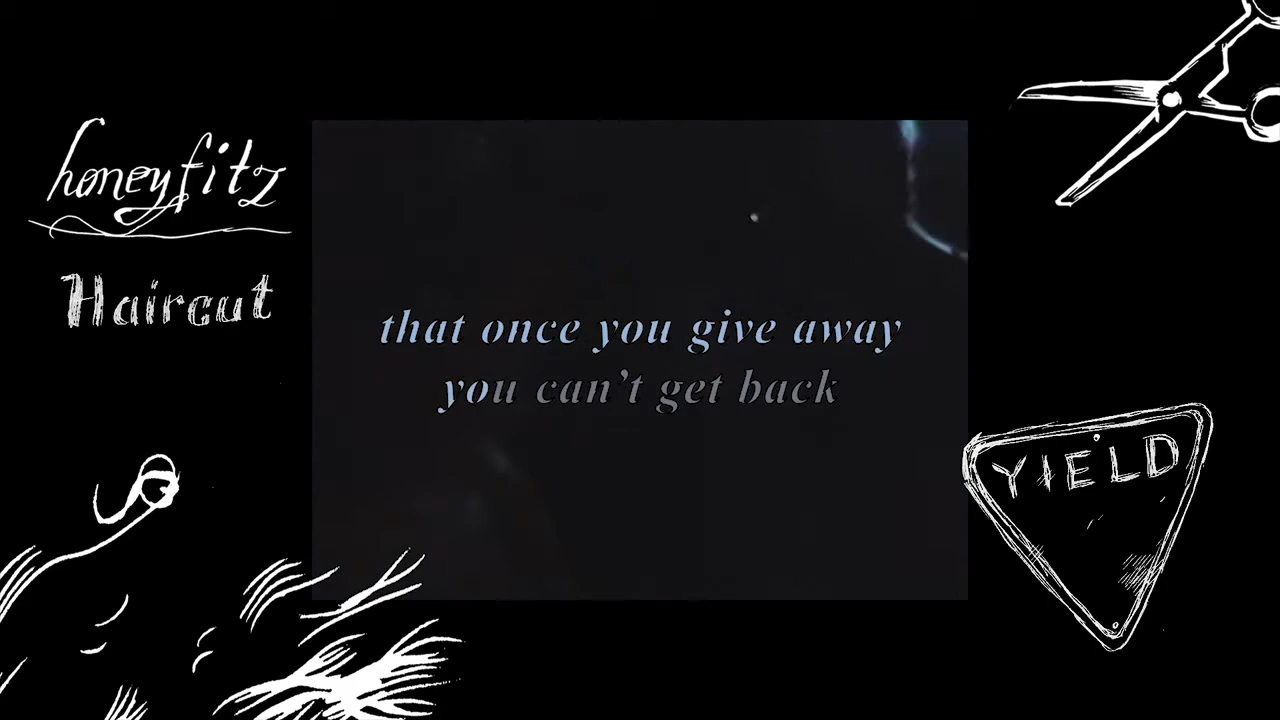 honeyfitz
Haircut
that once you give away
you can't get back
YIELD